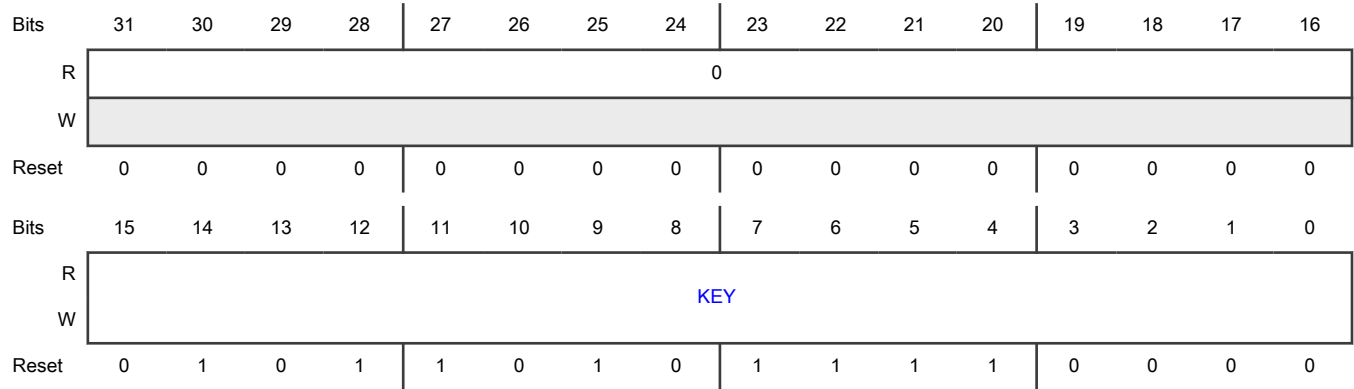 Bits 31 30 29 28 27 26 25 24 23 22 21 20 19 18 17 16
R 0
W
Reset 0 0 0 0 0 0 0 0 0 0 0 0 0 0 0 0
Bits 15 14 13 12 11 10 9 8 7 6 5 4 3 2 1 0
R
KEY
W
Reset 0 1 0 1 1 0 1 0 1 1 1 1 0 0 0 0